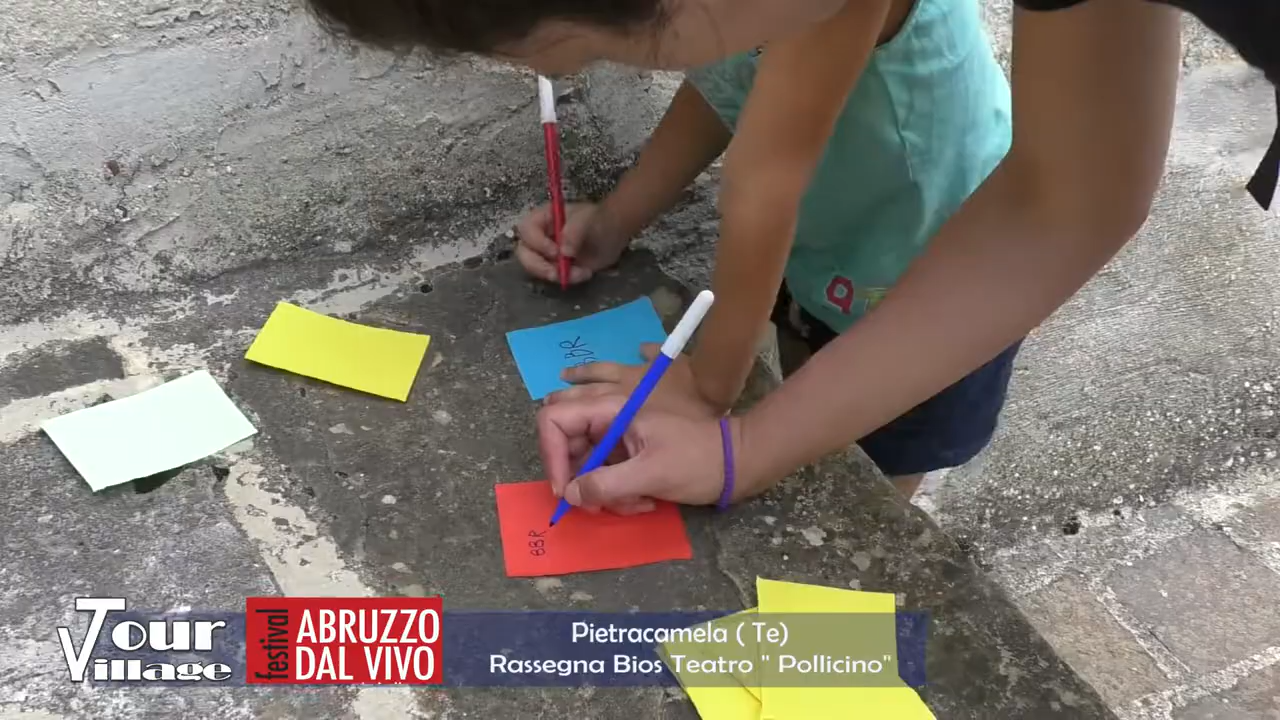 BBR
BBR
Tour
Village
festival
ABRUZZO
DAL VIVO
Pietracamela ( Te)
Rassegna Bios Teatro " Pollicino"